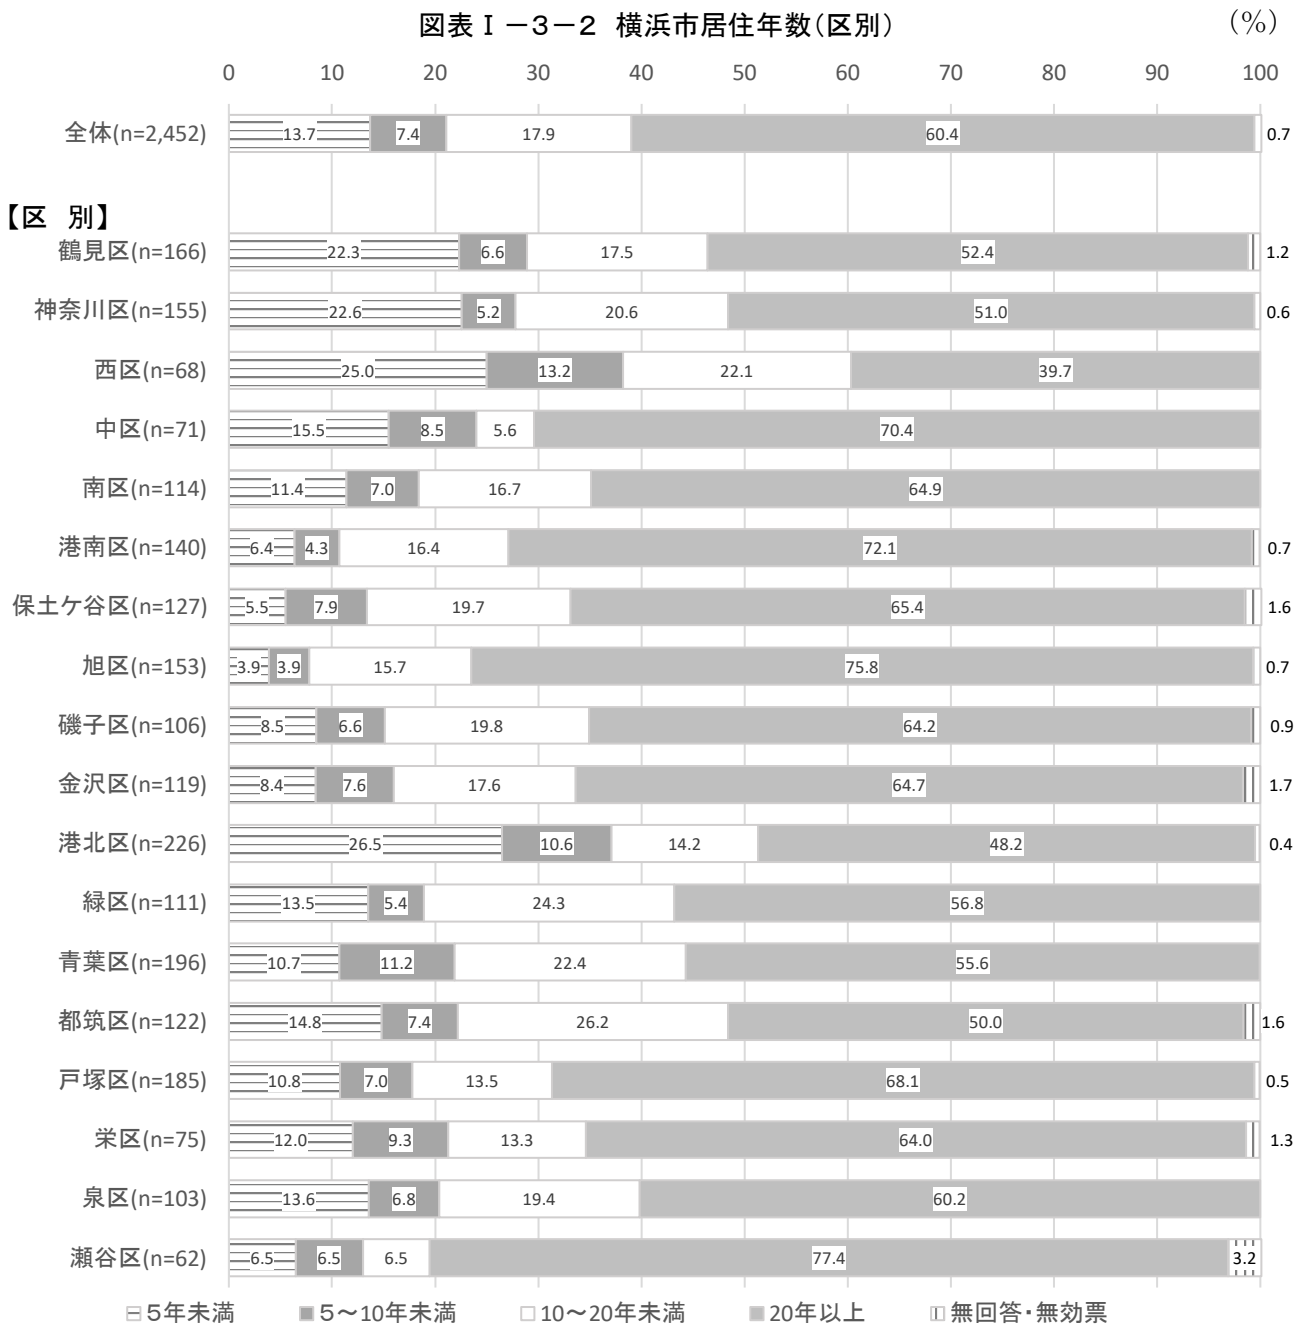 図表Ⅰ－3－2 横浜市居住年数（区別）
(%)
0 10 20 30 40 50 60 70 80 90 100
全体(n=2,452) 13.7 7.4 17.9 60.4 0.7
【区 別】
鶴見区(n=166) 22.3 6.6 17.5 52.4 1.2
神奈川区(n=155) 22.6 5.2 20.6 51.0 0.6
西区(n=68) 25.0 13.2 22.1 39.7
中区(n=71) 15.5 8.5 5.6 70.4
南区(n=114) 11.4 7.0 16.7 64.9
港南区(n=140) 6.4 4.3 16.4 72.1 0.7
保土ケ谷区(n=127) 5.5 7.9 19.7 65.4 1.6
旭区(n=153) 3.9 3.9 15.7 75.8 0.7
磯子区(n=106) 8.5 6.6 19.8 64.2 0.9
金沢区(n=119) 8.4 7.6 17.6 64.7 1.7
港北区(n=226) 26.5 10.6 14.2 48.2 0.4
緑区(n=111) 13.5 5.4 24.3 56.8
青葉区(n=196) 10.7 11.2 22.4 55.6
都筑区(n=122) 14.8 7.4 26.2 50.0 1.6
戸塚区(n=185) 10.8 7.0 13.5 68.1 0.5
栄区(n=75) 12.0 9.3 13.3 64.0 1.3
泉区(n=103) 13.6 6.8 19.4 60.2
瀬谷区(n=62) 6.5 6.5 6.5 77.4 3.2
５年未満 ５～10年未満 10～20年未満 20年以上 無回答・無効票